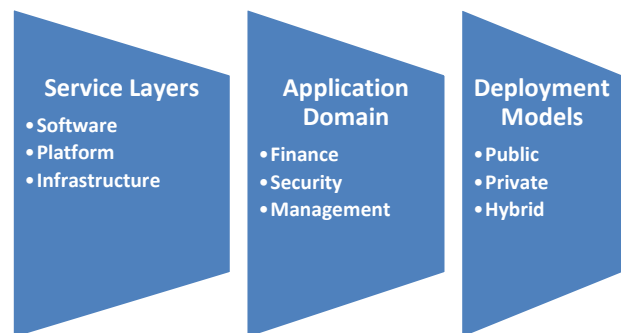 Service Layers
•Software
•Platform
•Infrastructure
Application
Domain
•Finance
•Security
•Management
Deployment
Models
•Public
•Private
•Hybrid